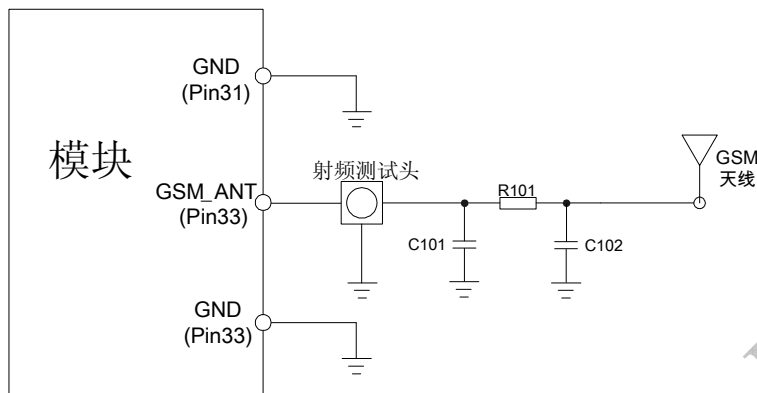 GND
(Pin31)
模块
射频测试头
GSM_ANT
(Pin33)
R101
GSM
天线
C101
C102
GND
(Pin33)